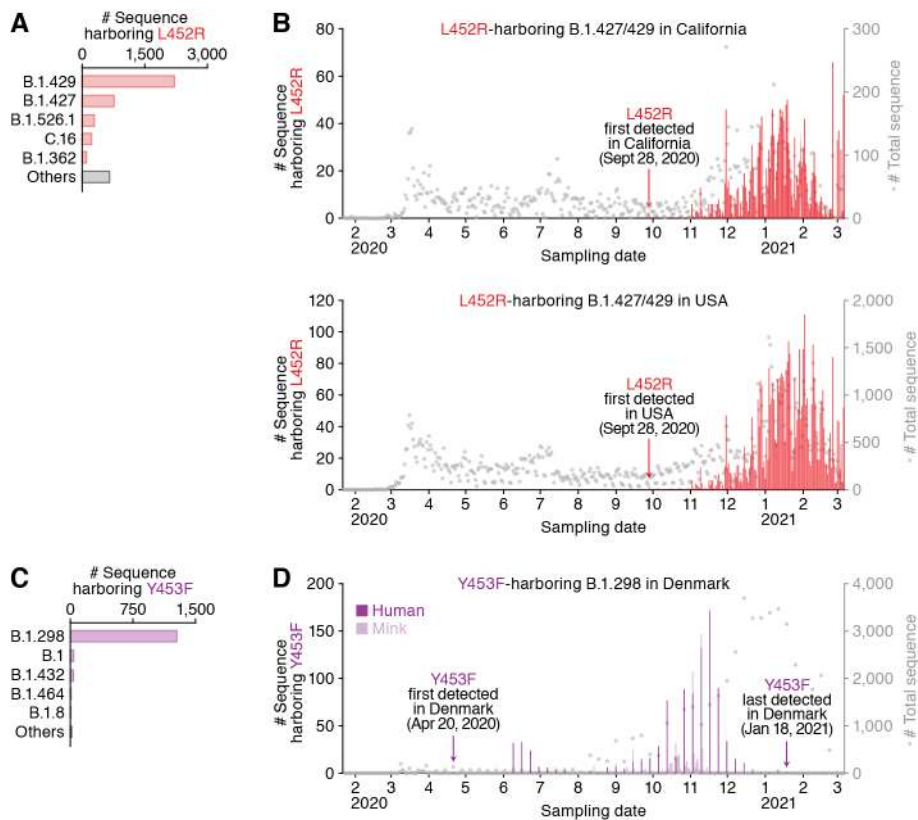 A
# Sequence
harboring L452R
0 1,500 3,000
B.1.429
B.1.427
B.1.526.1
C.16
B.1.362
Others
B
L452R-harboring B.1.427/429 in California
# Sequence
harboring L452R
80
60
40
20
0
300
200
100
0
# Total sequence
L452R
first detected
in California
(Sept 28, 2020)
2 3 4 5 6 7 8 9 10 11 12 1 2 3
2020 2021
Sampling date
L452R-harboring B.1.427/429 in USA
# Sequence
harboring L452R
120
100
80
60
40
20
0
2,000
1,500
1,000
500
0
# Total sequence
L452R
first detected
in USA
(Sept 28, 2020)
2 3 4 5 6 7 8 9 10 11 12 1 2 3
2020 2021
Sampling date
C
# Sequence
harboring Y453F
0 750 1,500
B.1.298
B.1
B.1.432
B.1.464
B.1.8
Others
D
Y453F-harboring B.1.298 in Denmark
# Sequence
harboring Y453F
200
150
100
50
0
4,000
3,000
2,000
1,000
0
# Total sequence
Human
Mink
Y453F
first detected
in Denmark
(Apr 20, 2020)
Y453F
last detected
in Denmark
(Jan 18, 2021)
2 3 4 5 6 7 8 9 10 11 12 1 2 3
2020 2021
Sampling date